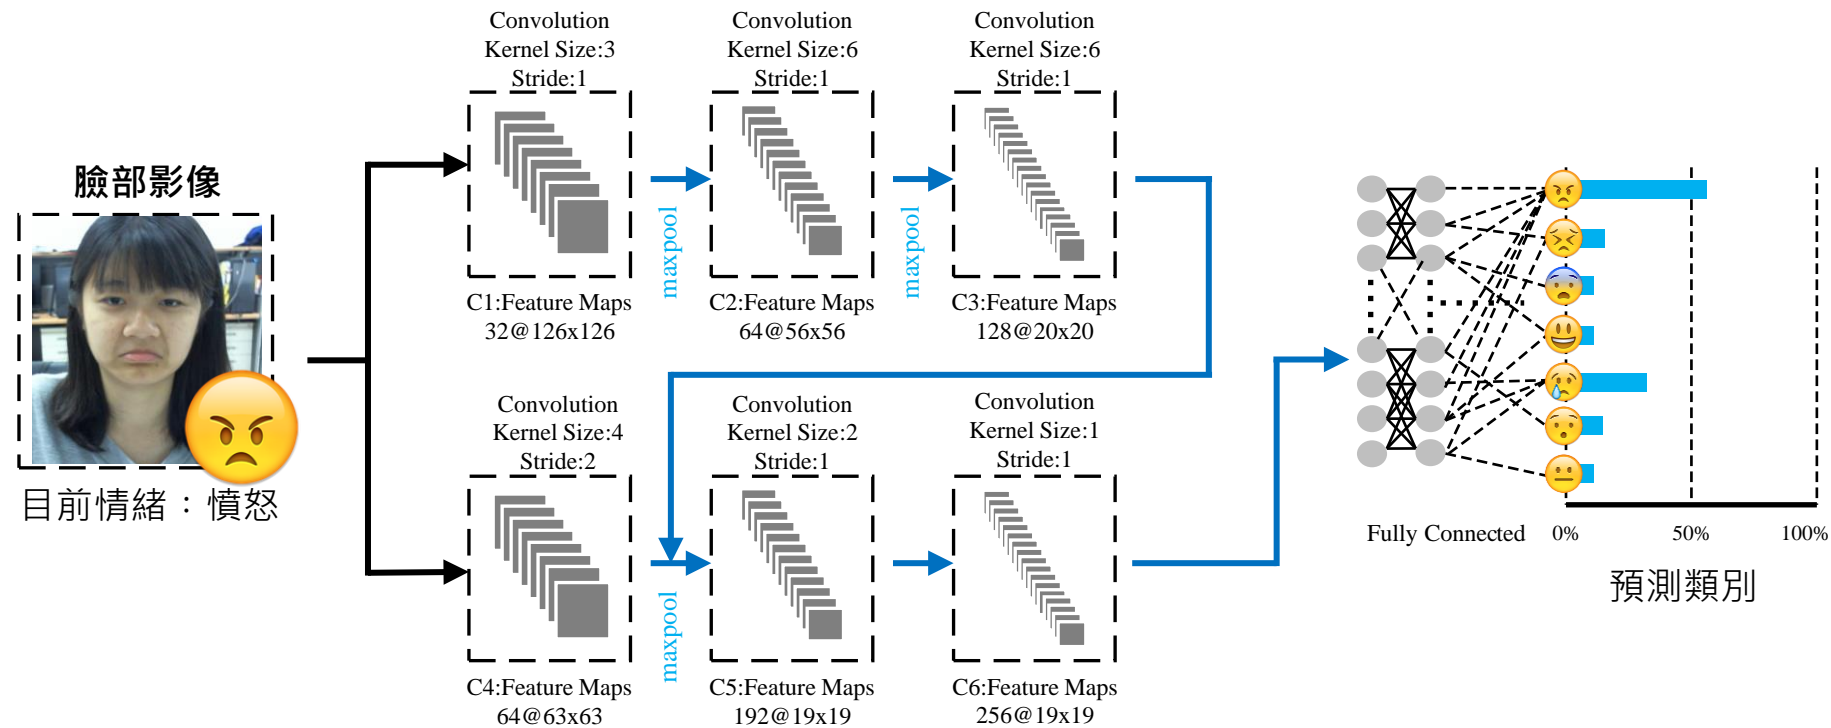 臉部影像
目前情緒：憤怒
Convolution
Kernel Size:3
Stride:1
C1:Feature Maps
32@126x126
maxpool
Convolution
Kernel Size:6
Stride:1
C2:Feature Maps
64@56x56
maxpool
Convolution
Kernel Size:6
Stride:1
C3:Feature Maps
128@20x20
Convolution
Kernel Size:4
Stride:2
C4:Feature Maps
64@63x63
maxpool
Convolution
Kernel Size:2
Stride:1
C5:Feature Maps
192@19x19
Convolution
Kernel Size:1
Stride:1
C6:Feature Maps
256@19x19
Fully Connected
0%
50%
100%
預測類別